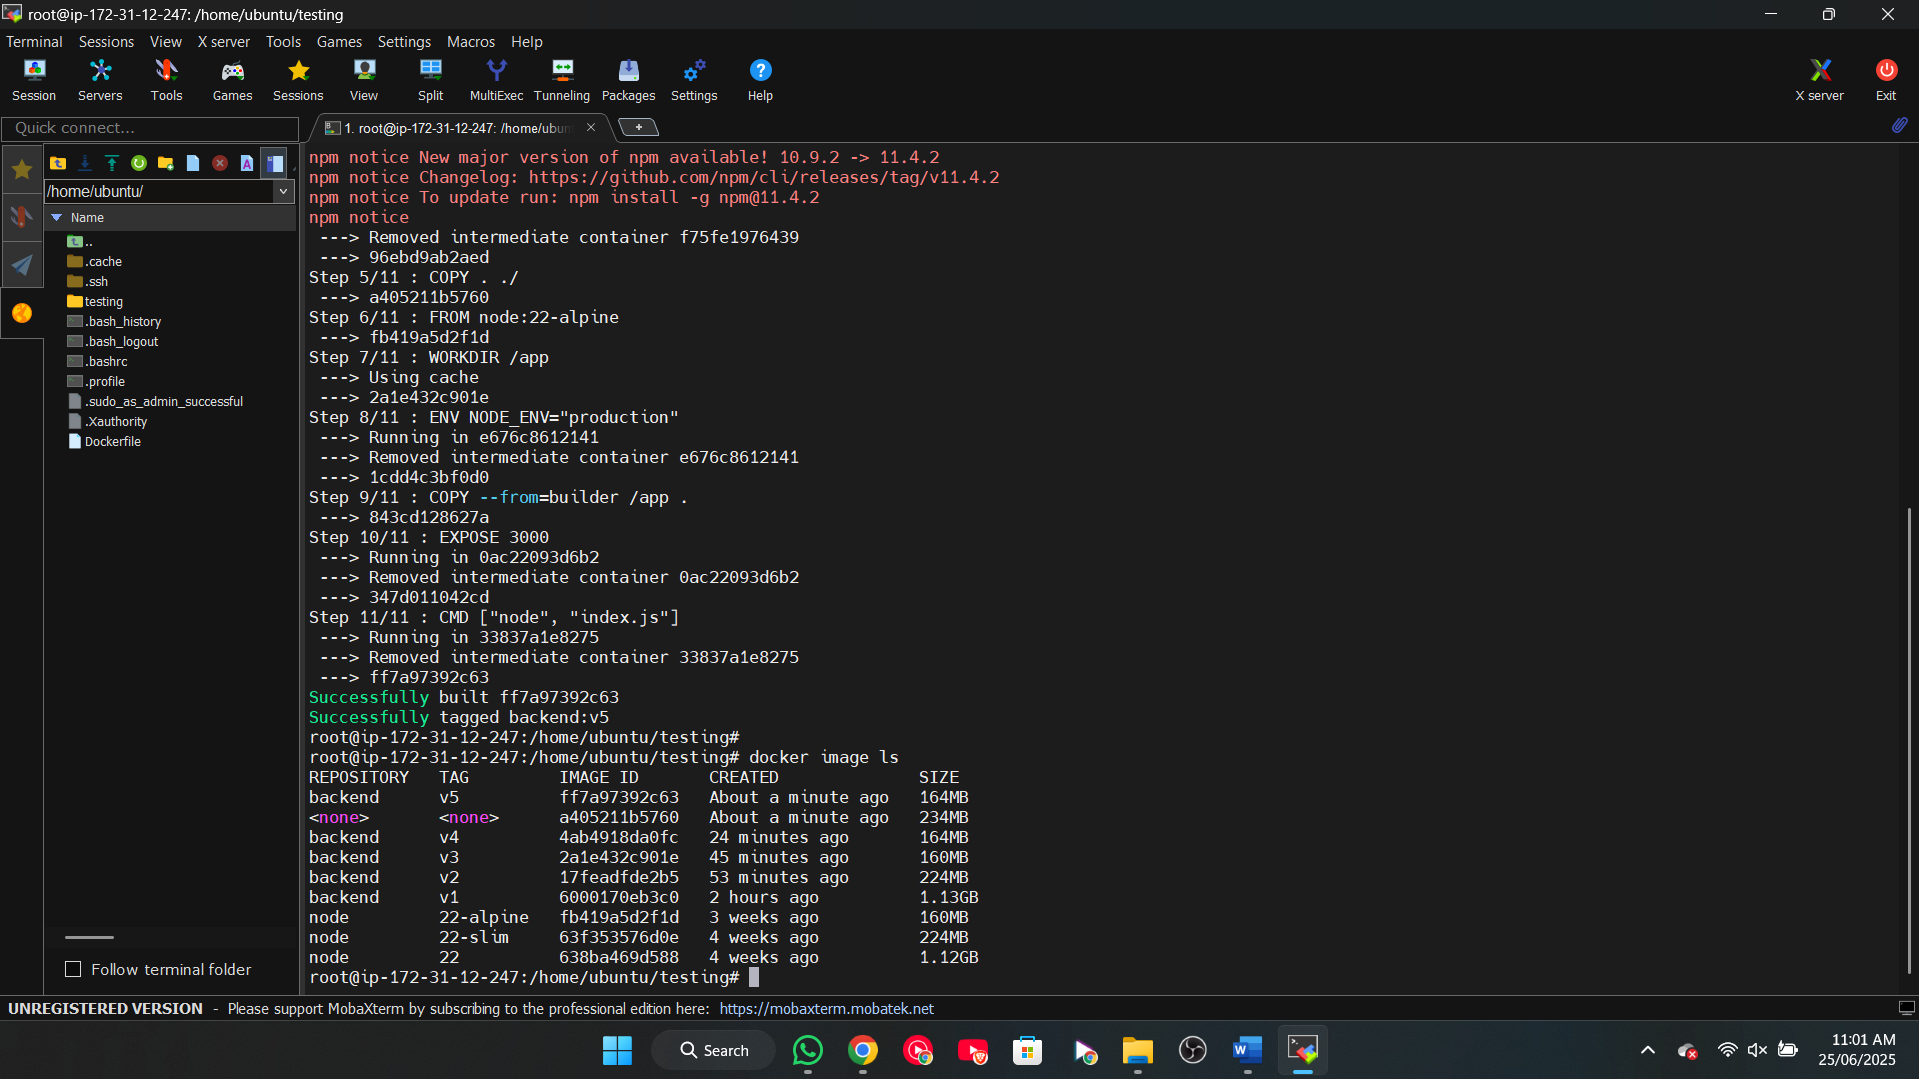 root@ip-172-31-12-247: /home/ubuntu/testing
Terminal Sessions View X server Tools Games Settings Macros Help
Session Servers Tools Games Sessions View Split MultiExec Tunneling Packages Settings Help X server Exit
Quick connect...
1. root@ip-172-31-12-247: /home/ubun
/home/ubuntu/
Name
..
.cache
.ssh
testing
.bash_history
.bash_logout
.bashrc
.profile
.sudo_as_admin_successful
.Xauthority
Dockerfile
Follow terminal folder
npm notice New major version of npm available! 10.9.2 -> 11.4.2
npm notice Changelog: https://github.com/npm/cli/releases/tag/v11.4.2
npm notice To update run: npm install -g npm@11.4.2
npm notice
---> Removed intermediate container f75fe1976439
---> 96ebd9ab2aed
Step 5/11 : COPY . ./
---> a405211b5760
Step 6/11 : FROM node:22-alpine
---> fb419a5d2f1d
Step 7/11 : WORKDIR /app
---> Using cache
---> 2a1e432c901e
Step 8/11 : ENV NODE_ENV="production"
---> Running in e676c8612141
---> Removed intermediate container e676c8612141
---> 1cdd4c3bf0d0
Step 9/11 : COPY --from=builder /app .
---> 843cd128627a
Step 10/11 : EXPOSE 3000
---> Running in 0ac22093d6b2
---> Removed intermediate container 0ac22093d6b2
---> 347d011042cd
Step 11/11 : CMD ["node", "index.js"]
---> Running in 33837a1e8275
---> Removed intermediate container 33837a1e8275
---> ff7a97392c63
Successfully built ff7a97392c63
Successfully tagged backend:v5
root@ip-172-31-12-247:/home/ubuntu/testing#
root@ip-172-31-12-247:/home/ubuntu/testing# docker image ls
REPOSITORY TAG IMAGE ID CREATED SIZE
backend v5 ff7a97392c63 About a minute ago 164MB
<none> <none> a405211b5760 About a minute ago 234MB
backend v4 4ab4918da0fc 24 minutes ago 164MB
backend v3 2a1e432c901e 45 minutes ago 160MB
backend v2 17feadfde2b5 53 minutes ago 224MB
backend v1 6000170eb3c0 2 hours ago 1.13GB
node 22-alpine fb419a5d2f1d 3 weeks ago 160MB
node 22-slim 63f353576d0e 4 weeks ago 224MB
node 22 638ba469d588 4 weeks ago 1.12GB
root@ip-172-31-12-247:/home/ubuntu/testing#
UNREGISTERED VERSION - Please support MobaXterm by subscribing to the professional edition here: https://mobaxterm.mobatek.net
Search
11:01 AM
25/06/2025